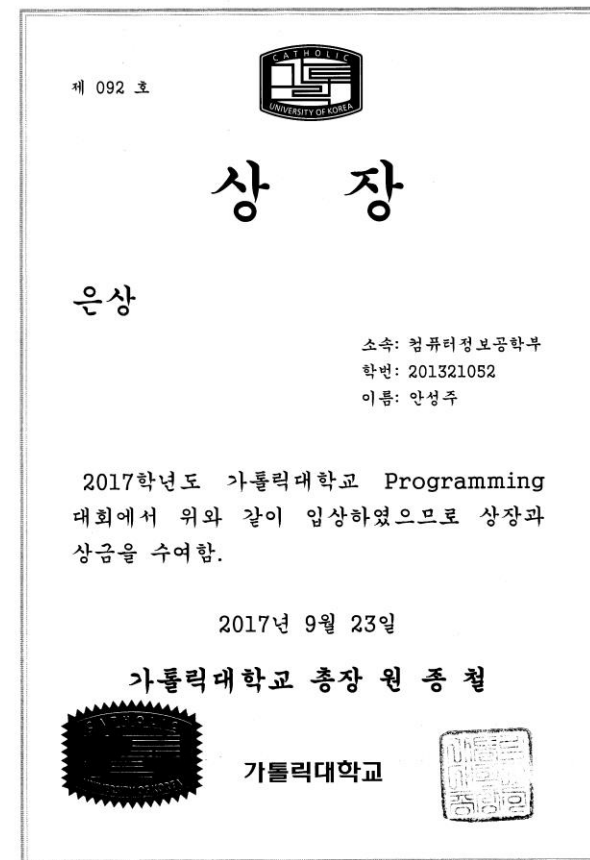 제 092 호
CATHOLIC
UNIVERSITY OF KOREA
상 장
은상
소속: 컴퓨터정보공학부
학번: 201321052
이름: 안성주
2017학년도 가톨릭대학교 Programming
대회에서 위와 같이 입상하였으므로 상장과
상금을 수여함.
2017년 9월 23일
가톨릭대학교 총장 원 종 철
CATHOLIC
UNIVERSITY OF KOREA
가톨릭대학교